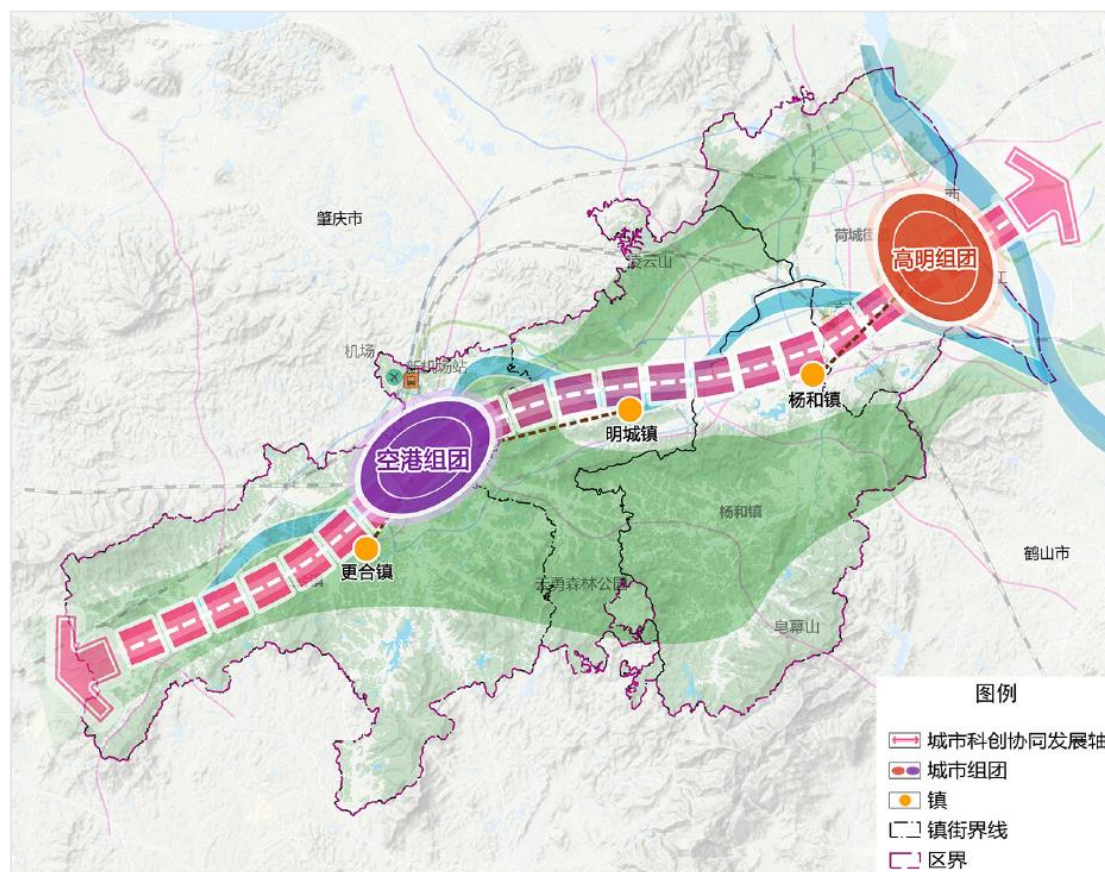 肇庆市
荷城街
高明组团
凌云山
机场
新机场站
杨和镇
明城镇
空港组团
杨和镇
鹤山市
更合镇
云勇森林公园
皂幕山
图例
城市科创协同发展轴
城市组团
镇
镇街界线
区界